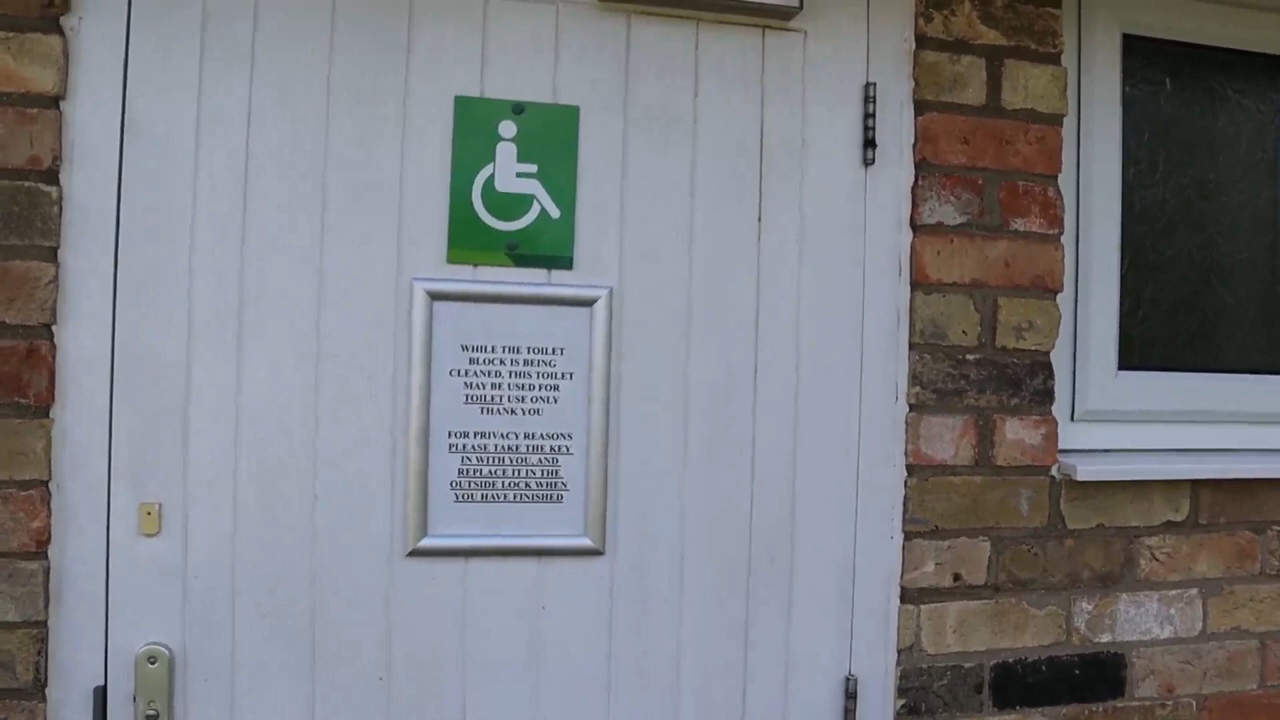 WHILE THE TOILET
BLOCK IS BEING
CLEANED, THIS TOILET
MAY BE USED FOR
TOILET USE ONLY
THANK YOU
FOR PRIVACY REASONS
PLEASE TAKE THE KEY
IN WITH YOU, AND
REPLACE IT IN THE
OUTSIDE LOCK WHEN
YOU HAVE FINISHED